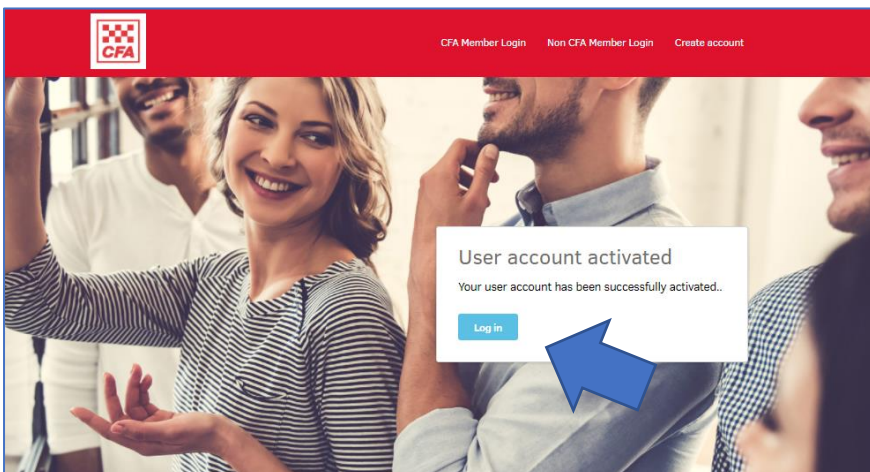 CFA
CFA Member Login Non CFA Member Login Create account
User account activated
Your user account has been successfully activated..
Log in